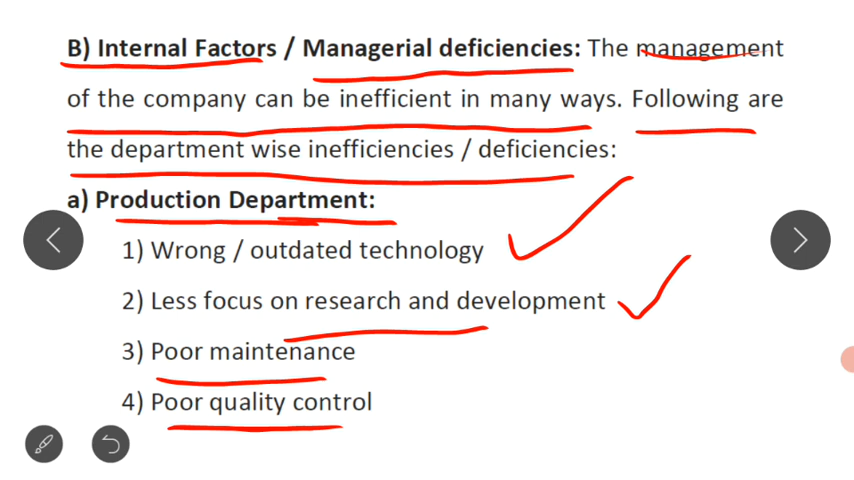 B) Internal Factors / Managerial deficiencies: The management
of the company can be inefficient in many ways. Following are
the department wise inefficiencies / deficiencies:
a) Production Department:
1) Wrong / outdated technology
2) Less focus on research and development
3) Poor maintenance
4) Poor quality control